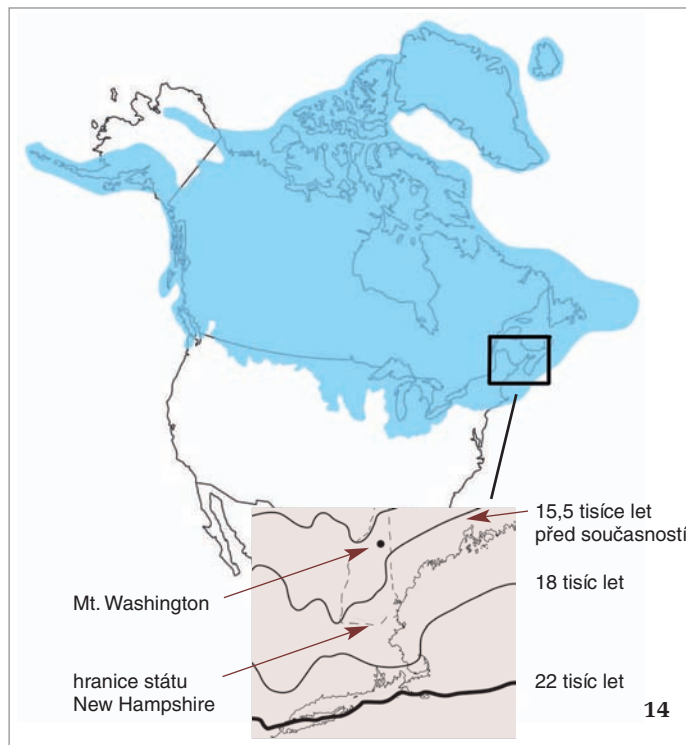 15,5 tisíce let
před současností
Mt. Washington
18 tisíc let
hranice státu
New Hampshire
22 tisíc let
14